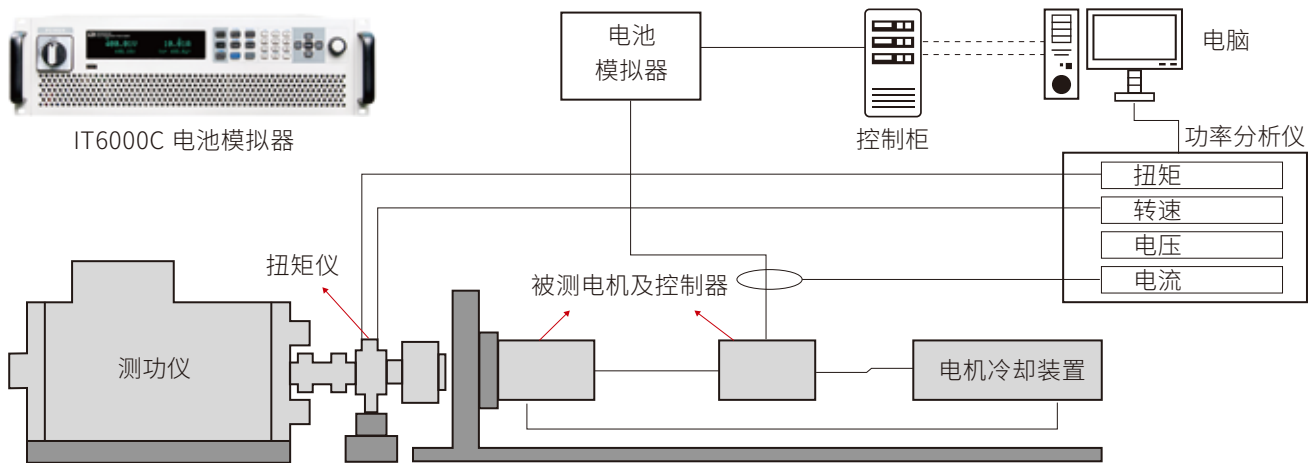 电池
模拟器
电脑
IT6000C 电池模拟器
控制柜
功率分析仪
扭矩
转速
电压
电流
扭矩仪
被测电机及控制器
测功仪
电机冷却装置